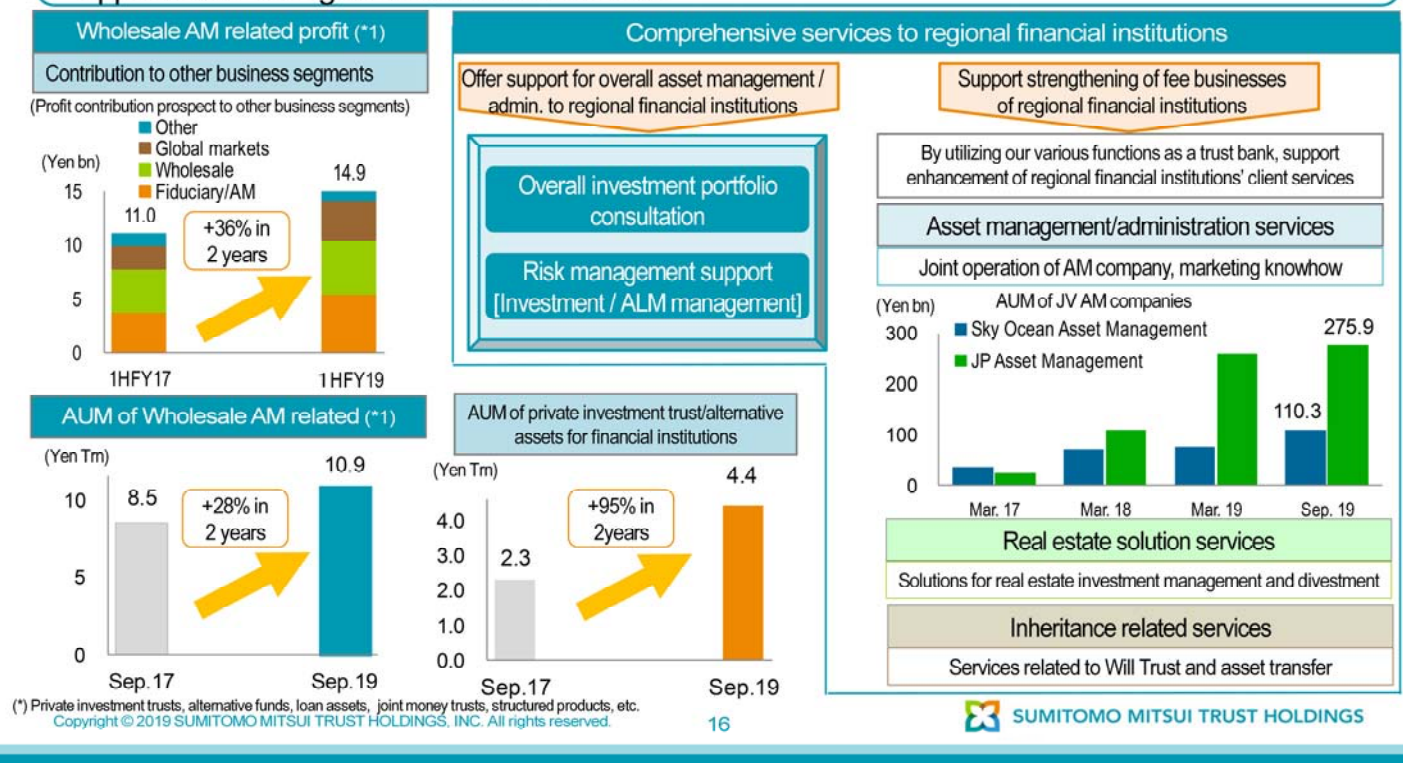 Wholesale AM related profit (*1)
Contribution to other business segments
(Profit contribution prospect to other business segments)
Other
Global markets
Wholesale
Fiduciary/AM
(Yen bn)
15
10
5
0
11.0
14.9
+36% in
2 years
1HFY17
1HFY19
AUM of Wholesale AM related (*1)
(Yen Trn)
10
5
0
8.5
10.9
+28% in
2 years
Sep.17
Sep.19
Comprehensive services to regional financial institutions
Offer support for overall asset management /
admin. to regional financial institutions
Overall investment portfolio
consultation
Risk management support
[Investment / ALM management]
AUM of private investment trust/alternative
assets for financial institutions
(Yen Trn)
4.0
3.0
2.0
1.0
0.0
2.3
4.4
+95% in
2years
Sep.17
Sep.19
Support strengthening of fee businesses
of regional financial institutions
By utilizing our various functions as a trust bank, support
enhancement of regional financial institutions' client services
Asset management/administration services
Joint operation of AM company, marketing knowhow
(Yen bn)
AUM of JV AM companies
Sky Ocean Asset Management
JP Asset Management
300
200
100
0
275.9
110.3
Mar. 17
Mar. 18
Mar. 19
Sep. 19
Real estate solution services
Solutions for real estate investment management and divestment
Inheritance related services
Services related to Will Trust and asset transfer
(*) Private investment trusts, alternative funds, loan assets, joint money trusts, structured products, etc.
Copyright © 2019 SUMITOMO MITSUI TRUST HOLDINGS, INC. All rights reserved.
16
SUMITOMO MITSUI TRUST HOLDINGS